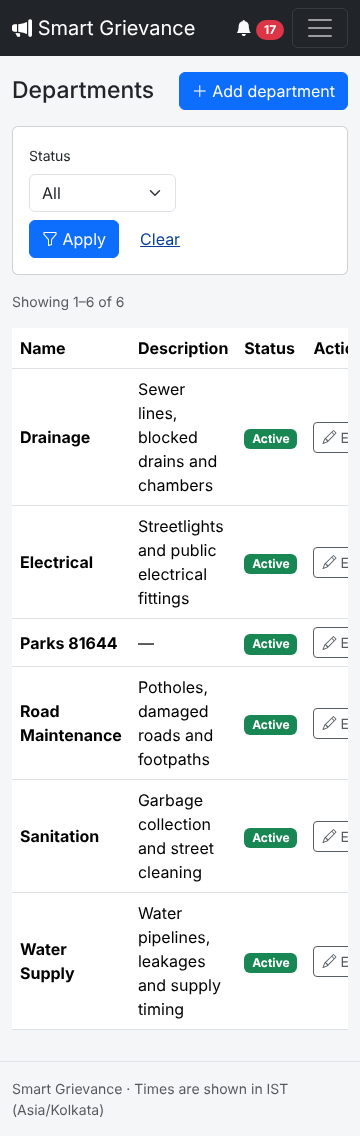 Smart Grievance 17
Departments
Add department
Status
All
Apply Clear
Showing 1–6 of 6
Name Description Status
Drainage Sewer lines, blocked drains and chambers Active
Electrical Streetlights and public electrical fittings Active
Parks 81644 — Active
Road Maintenance Potholes, damaged roads and footpaths Active
Sanitation Garbage collection and street cleaning Active
Water Supply Water pipelines, leakages and supply timing Active
Smart Grievance · Times are shown in IST
(Asia/Kolkata)